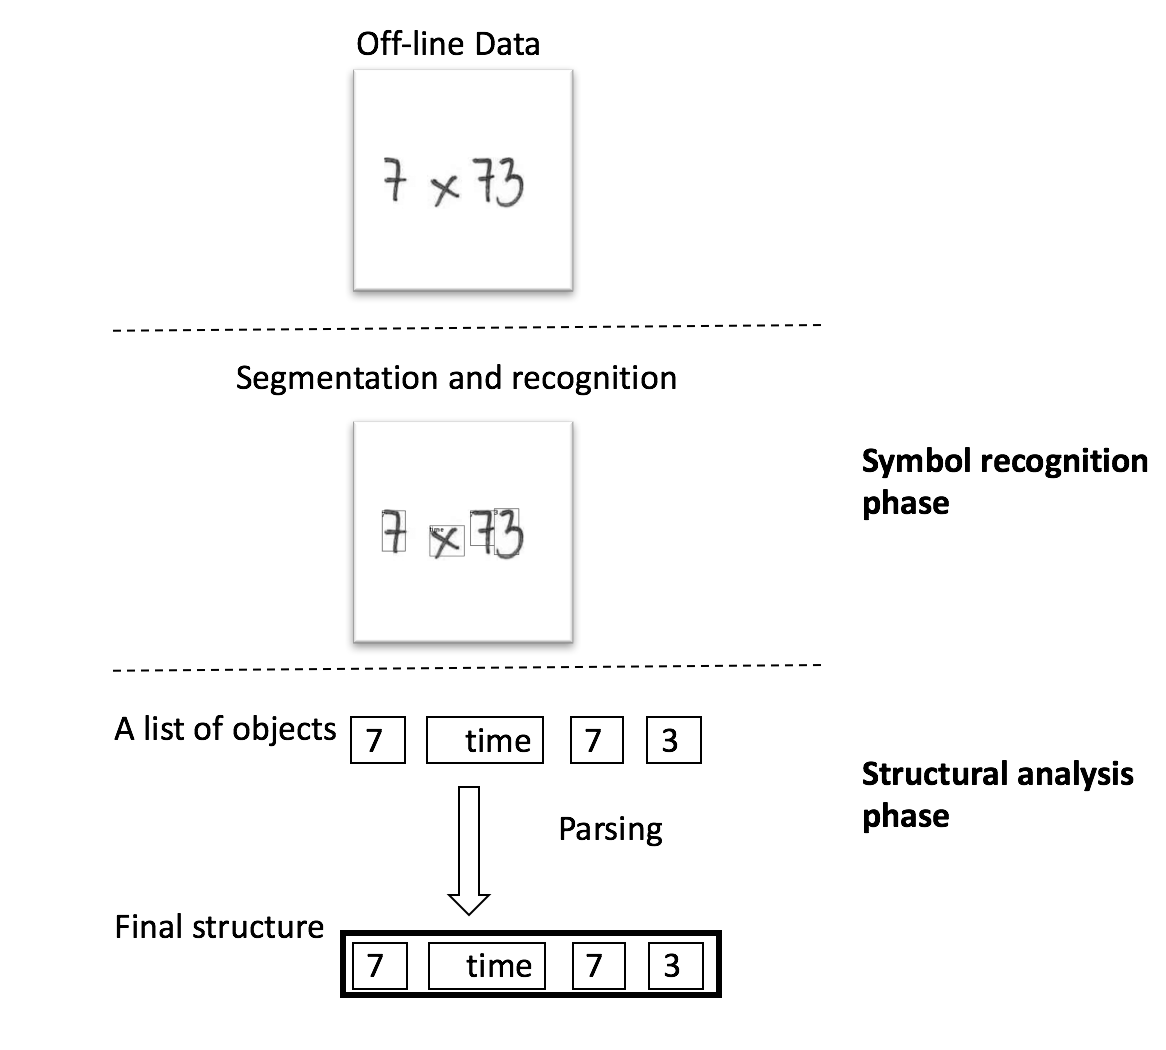 Off-line Data
7 × 73
Segmentation and recognition
7 × 73
time
Symbol recognition
phase
A list of objects 7 time 7 3
Parsing
Structural analysis
phase
Final structure
7 time 7 3